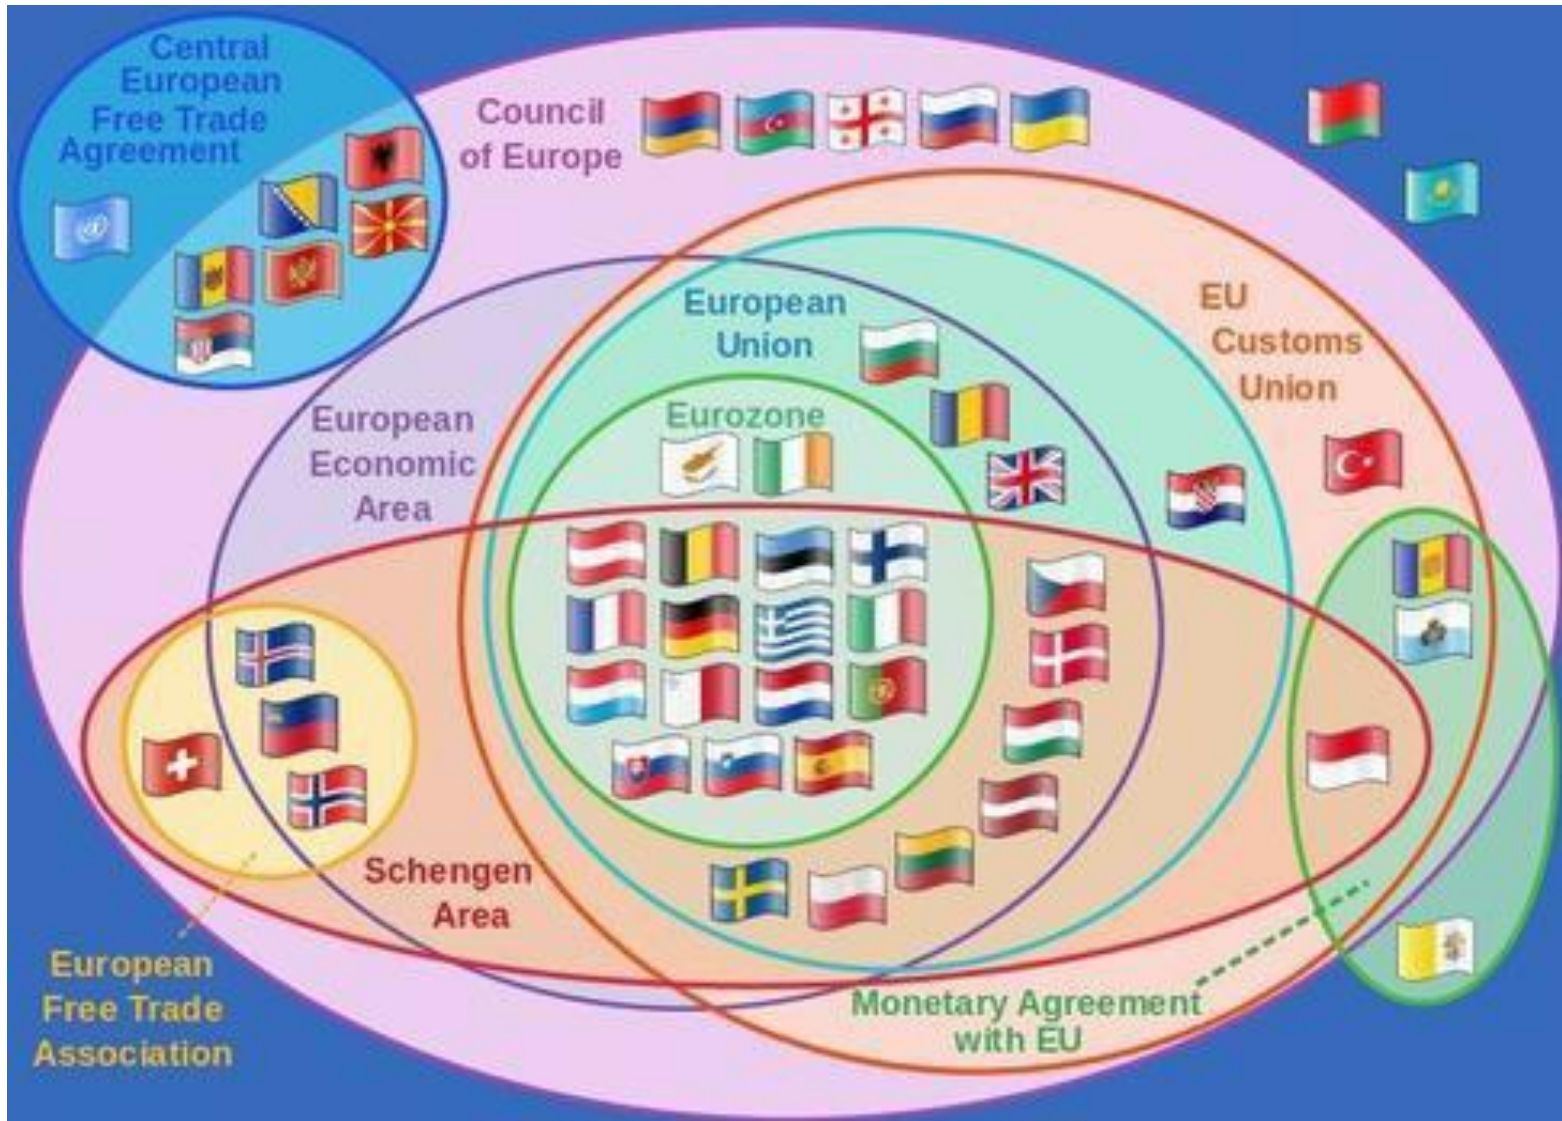 Central
European
Free Trade
Agreement
Council
of Europe
European
Union
EU
Customs
Union
Eurozone
European
Economic
Area
Schengen
Area
European
Free Trade
Association
Monetary Agreement
with EU